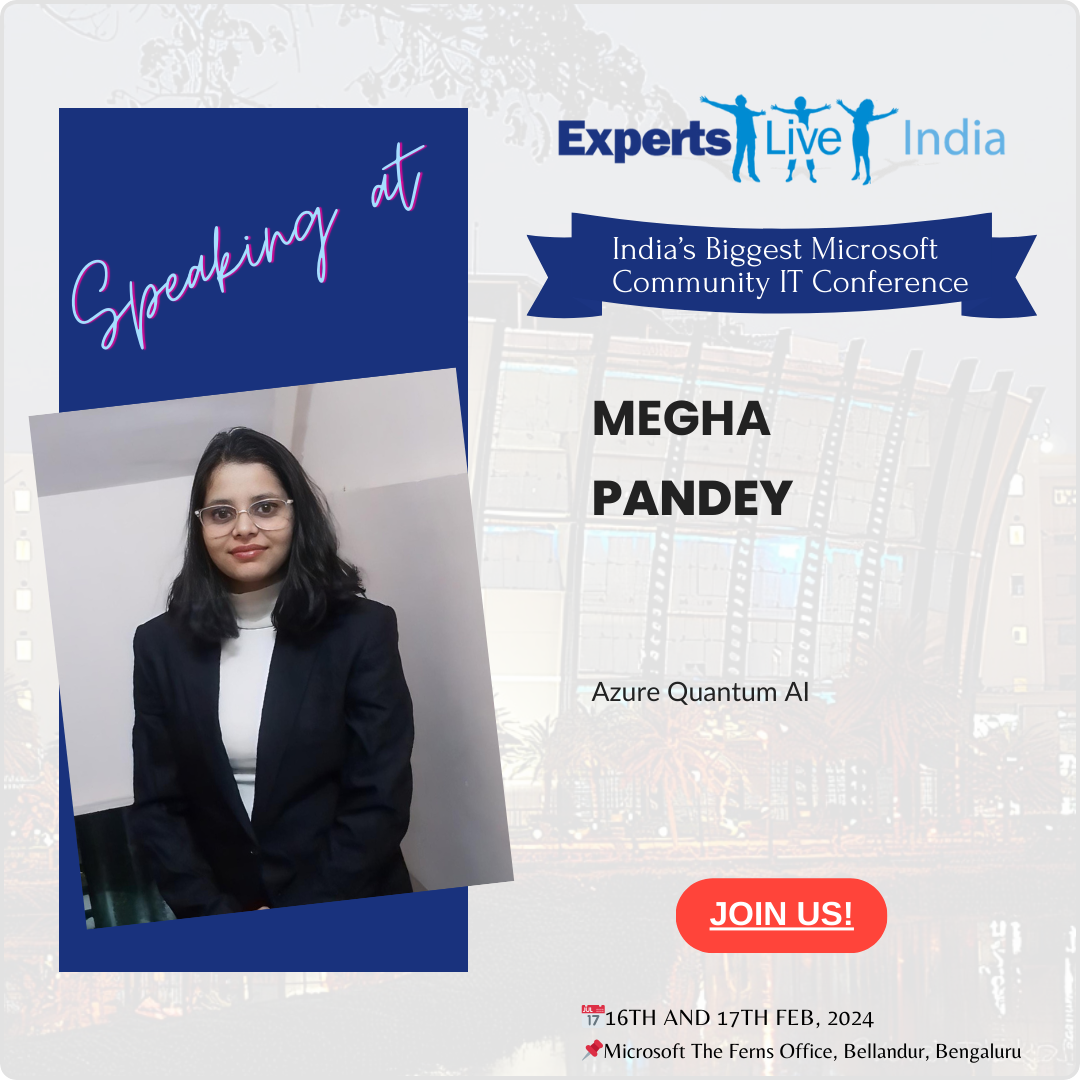 Speaking at
Experts Live India
India’s Biggest Microsoft
Community IT Conference
MEGHA
PANDEY
Azure Quantum AI
JOIN US!
📅16TH AND 17TH FEB, 2024
📌Microsoft The Ferns Office, Bellandur, Bengaluru